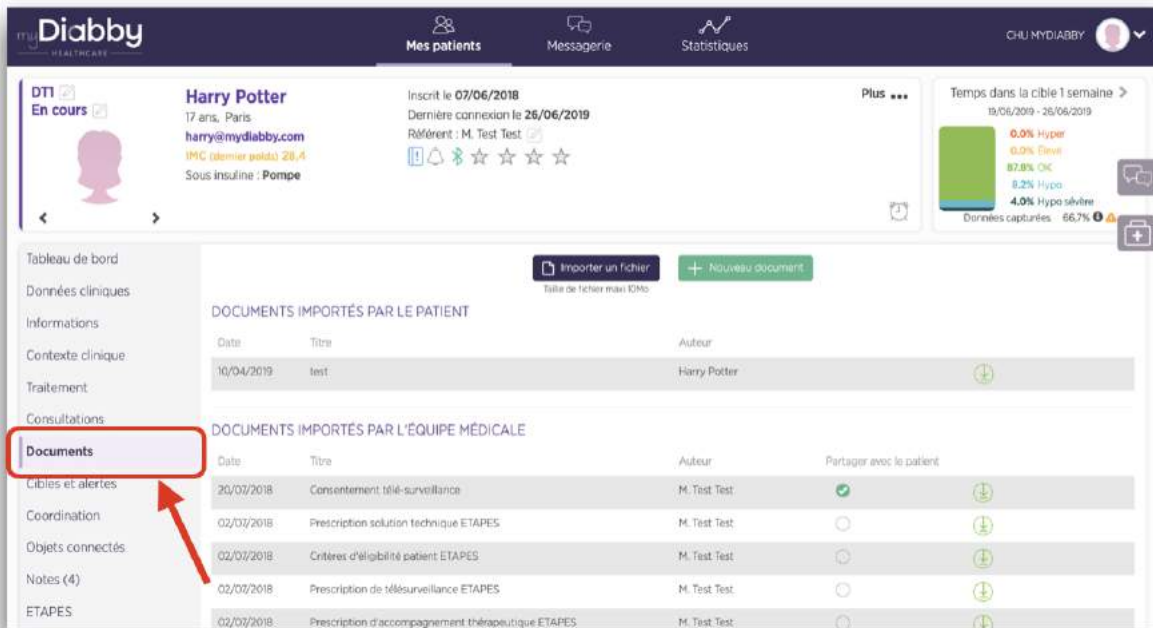 myDiabby
HEALTHCARE
Mes patients
Messagerie
Statistiques
CHU MYDIABBY
DT1
En cours
Harry Potter
17 ans, Paris
harry@mydiabby.com
IMC (dernier poids) 28,4
Sous insuline : Pompe
Inscrit le 07/06/2018
Dernière connexion le 26/06/2019
Référent : M. Test Test
Plus ...
Temps dans la cible 1 semaine >
19/06/2019 - 26/06/2019
0.0% Hyper
0.0% Élevé
87.8% OK
8.2% Hypo
4.0% Hypo sévère
Données capturées 66,7%
Tableau de bord
Données cliniques
Informations
Contexte clinique
Traitement
Consultations
Documents
Cibles et alertes
Coordination
Objets connectés
Notes (4)
ETAPES
Importer un fichier
+ Nouveau document
Taille de fichier maxi 10Mo
DOCUMENTS IMPORTÉS PAR LE PATIENT
Date Titre Auteur
10/04/2019 test Harry Potter
DOCUMENTS IMPORTÉS PAR L'ÉQUIPE MÉDICALE
Date Titre Auteur Partager avec le patient
20/07/2018 Consentement télé-surveillance M. Test Test
02/07/2018 Prescription solution technique ETAPES M. Test Test
02/07/2018 Critères d'éligibilité patient ETAPES M. Test Test
02/07/2018 Prescription de télésurveillance ETAPES M. Test Test
02/07/2018 Prescription d'accompagnement thérapeutique ETAPES M. Test Test